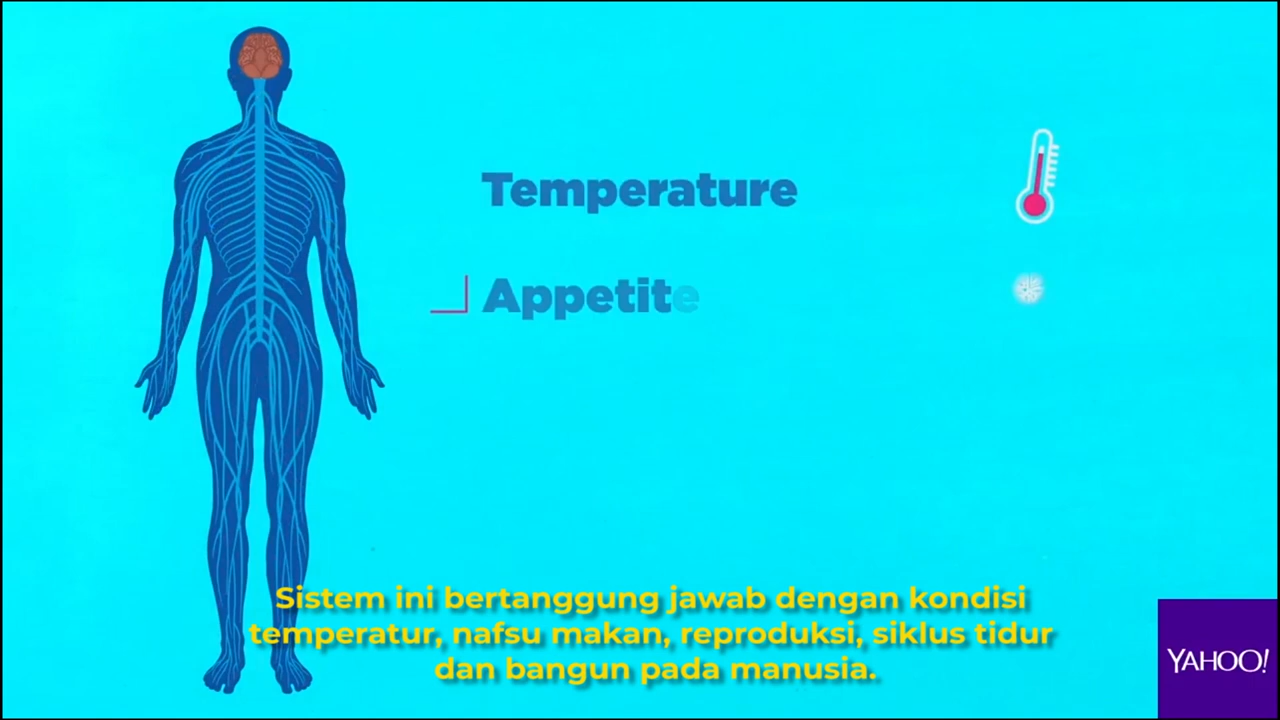 Temperature
Appetite
Sistem ini bertanggung jawab dengan kondisi
temperatur, nafsu makan, reproduksi, siklus tidur
dan bangun pada manusia.
YAHOO!